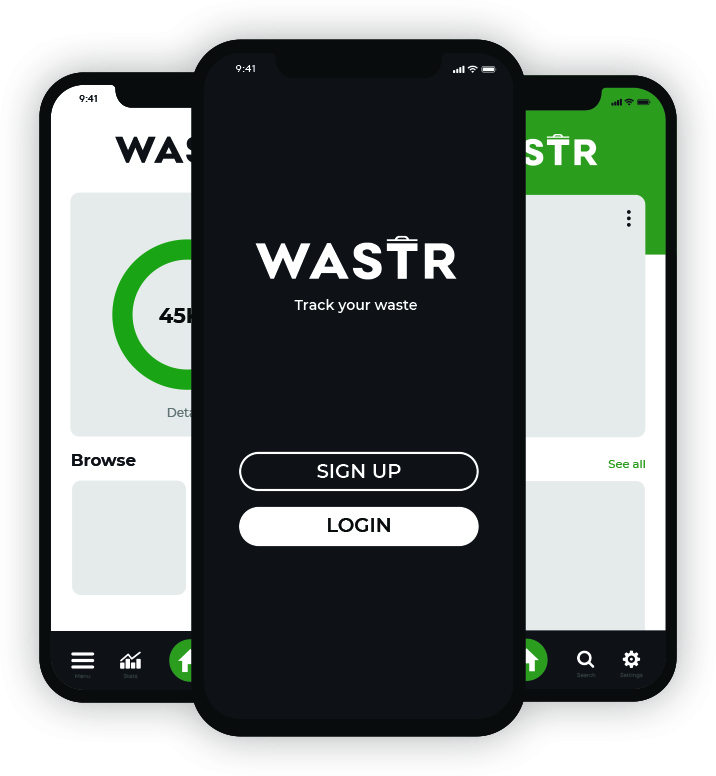 9:41
WAS
45K
Deta
Browse
Menu
Stats
9:41
WASTR
Track your waste
SIGN UP
LOGIN
STR
See all
Search
Settings